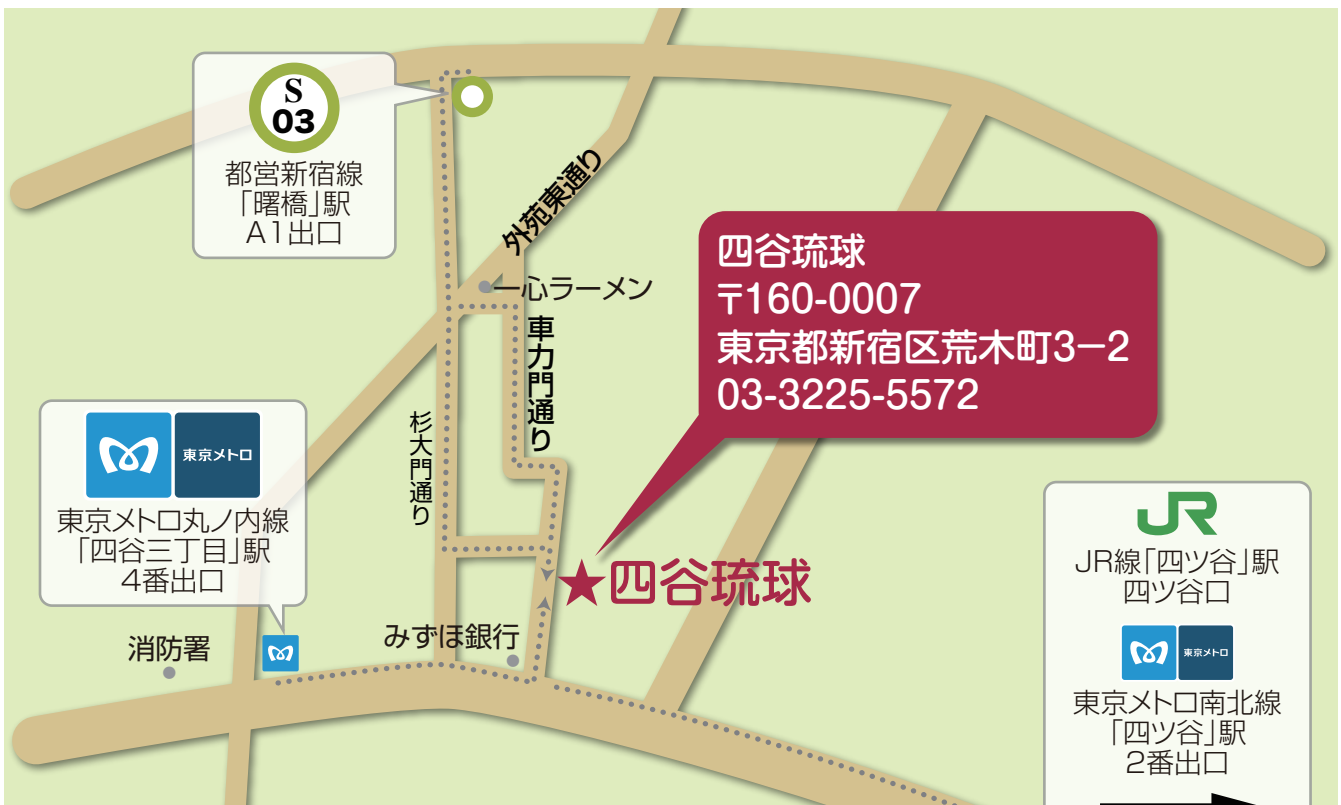 S
03
都営新宿線
「曙橋」駅
A1出口
外苑東通り
一心ラーメン
車力門通り
杉大門通り
四谷琉球
〒160-0007
東京都新宿区荒木町3−2
03-3225-5572
東京メトロ
東京メトロ丸ノ内線
「四谷三丁目」駅
4番出口
消防署
みずほ銀行
★四谷琉球
JR
JR線「四ツ谷」駅
四ツ谷口
東京メトロ
東京メトロ南北線
「四ツ谷」駅
2番出口